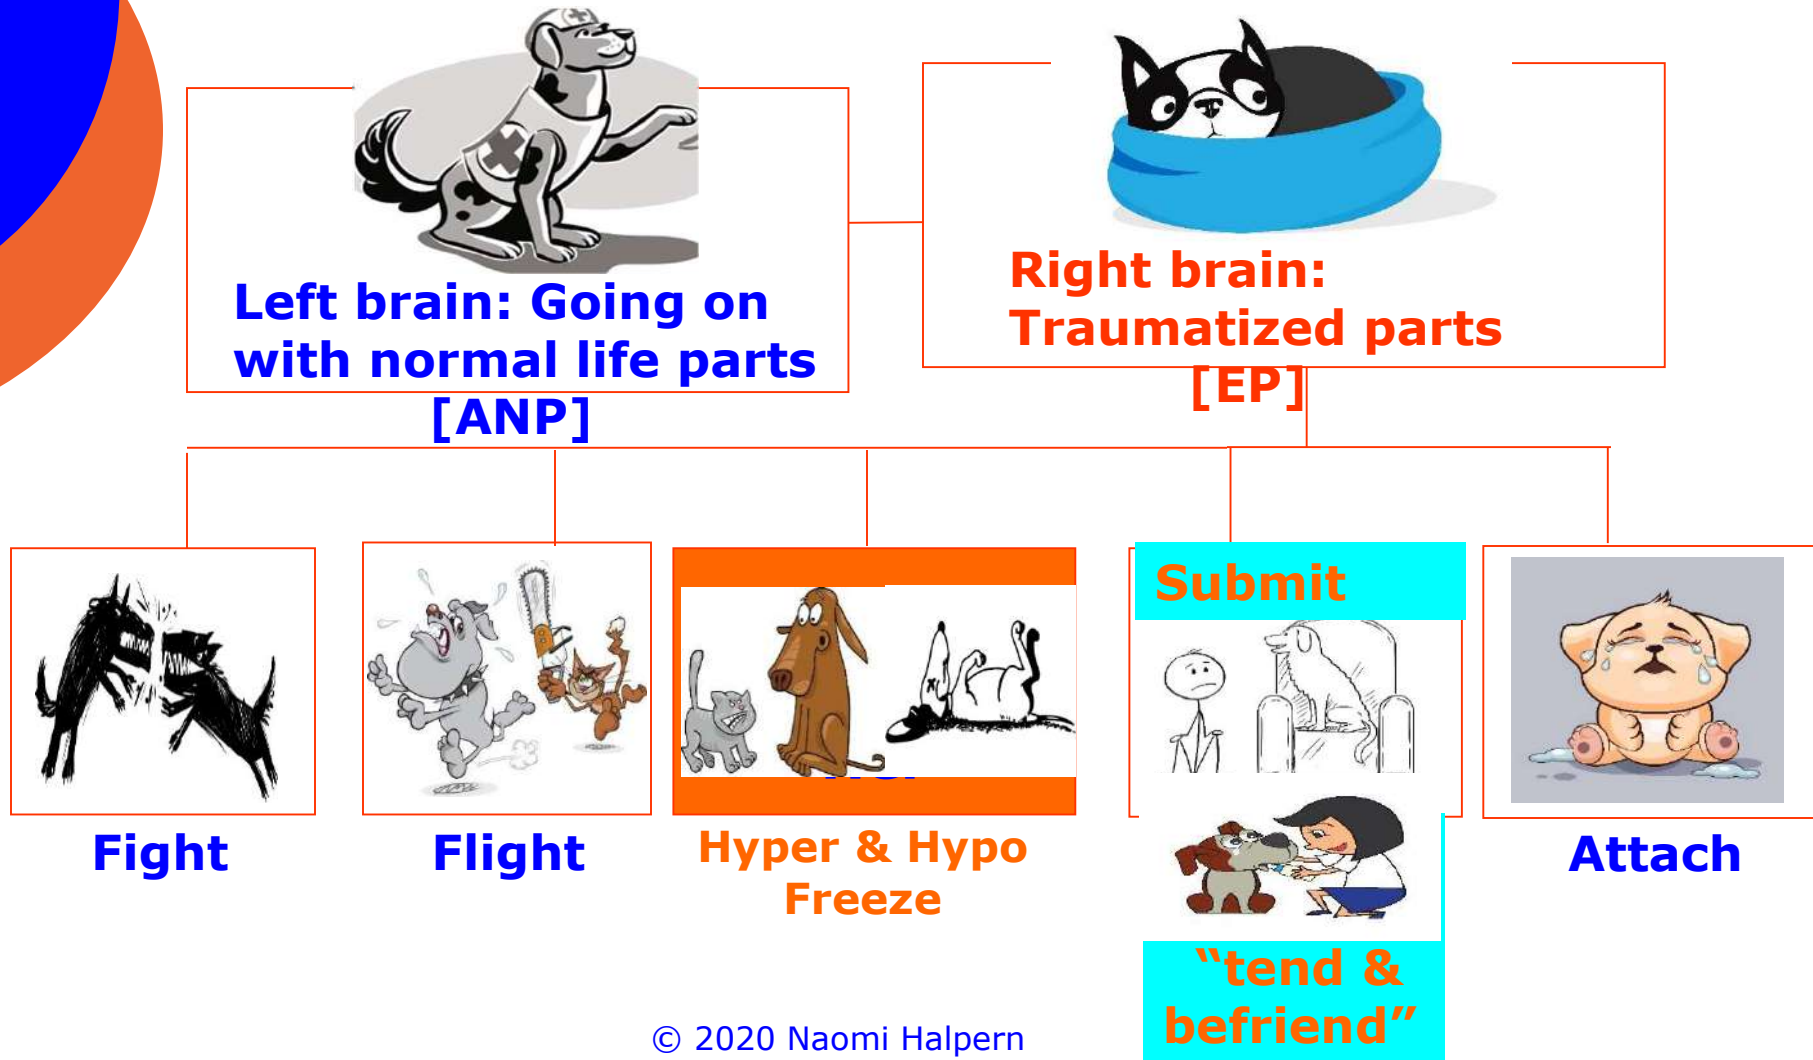 Left brain: Going on
with normal life parts
[ANP]
Right brain:
Traumatized parts
[EP]
Fight
Flight
Hyper & Hypo
Freeze
Submit
“tend &
befriend”
Attach
© 2020 Naomi Halpern